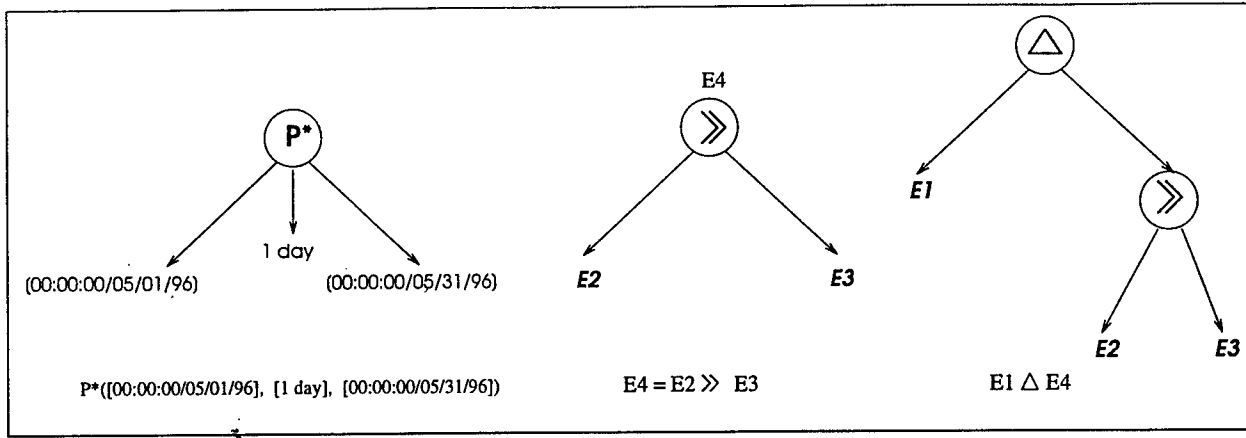 P*
1 day
[00:00:00/05/01/96]
[00:00:00/05/31/96]
P*([00:00:00/05/01/96], [1 day], [00:00:00/05/31/96])
E4
≫
E2
E3
E4 = E2 ≫ E3
△
E1
≫
E2
E3
E1 △ E4